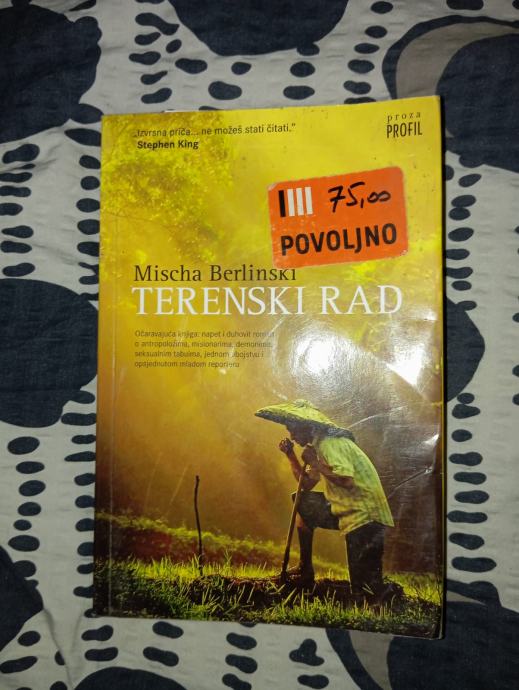 „Izvrsna priča... ne možeš stati čitati.”
Stephen King
proza
PROFIL
75,00
POVOLJNO
Mischa Berlinski
TERENSKI RAD
Očaravajuća knjiga: napet i duhovit roman
o antropolozima, misionarima, demonima,
seksualnim tabuima, jednom ubojstvu i
opsjednutom mladom reporteru